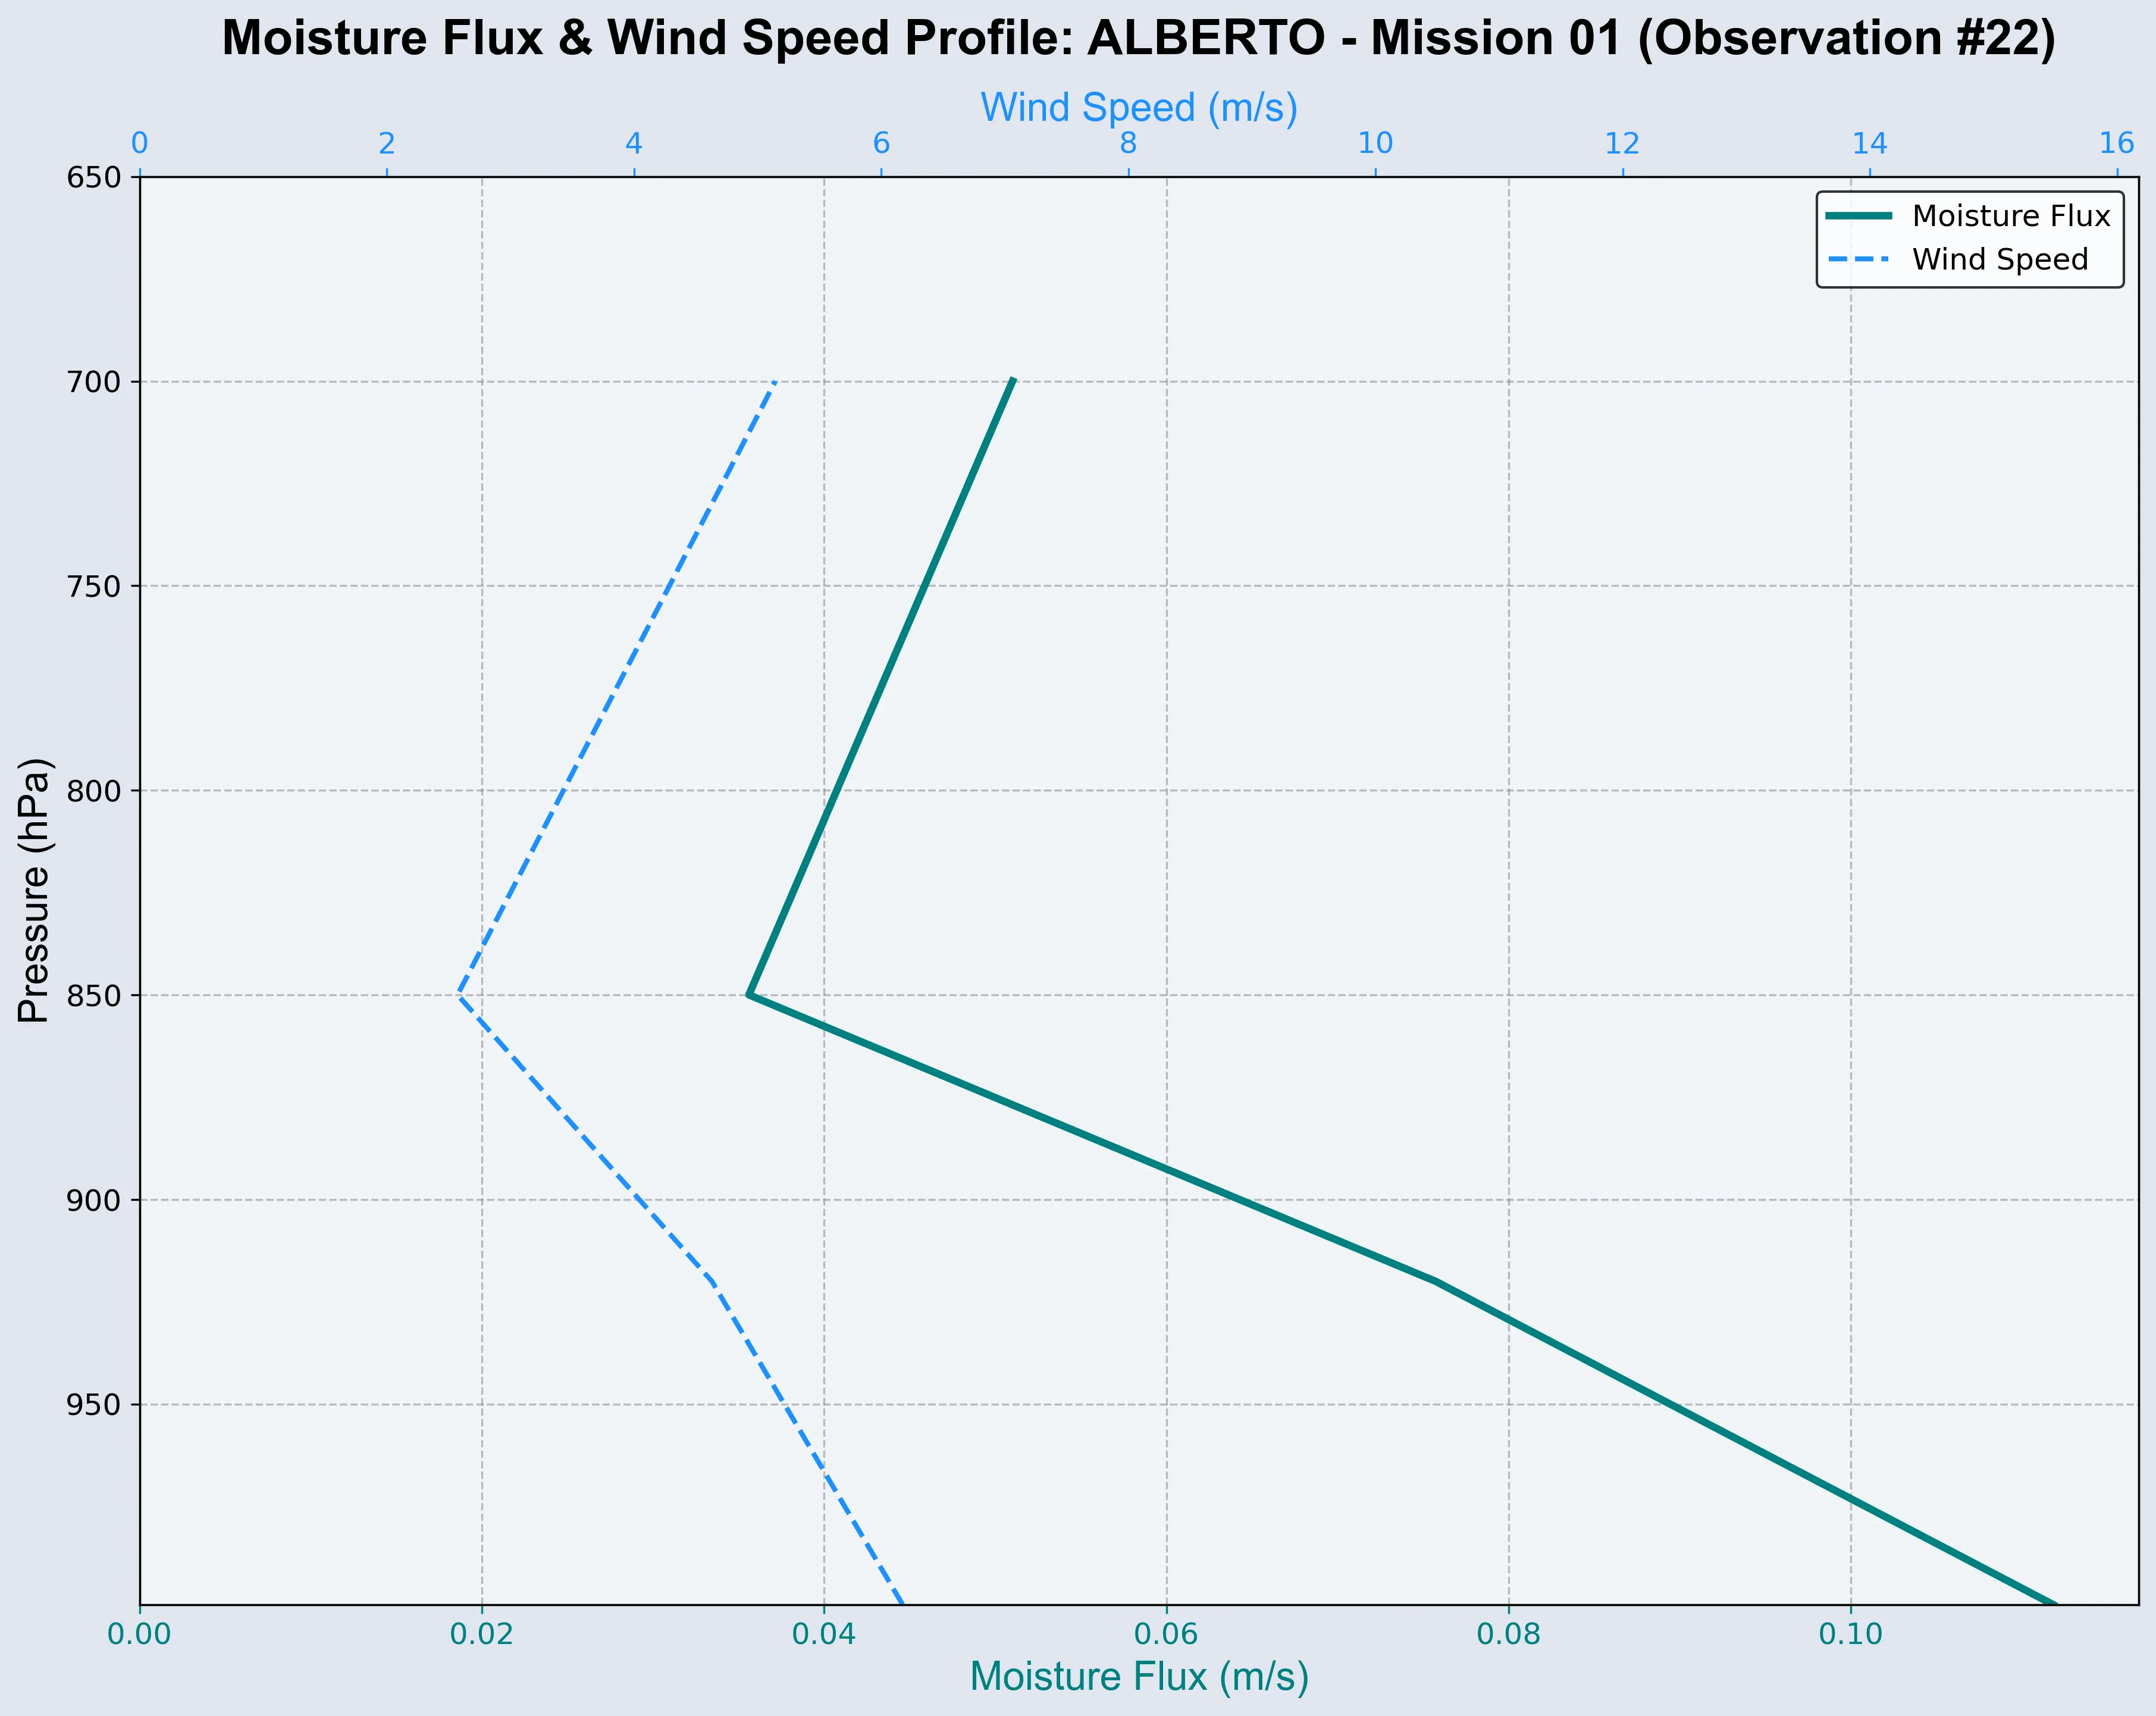 Moisture Flux & Wind Speed Profile: ALBERTO - Mission 01 (Observation #22)
Wind Speed (m/s)
0 2 4 6 8 10 12 14 16
Moisture Flux
Wind Speed
Pressure (hPa)
650
700
750
800
850
900
950
0.00 0.02 0.04 0.06 0.08 0.10
Moisture Flux (m/s)